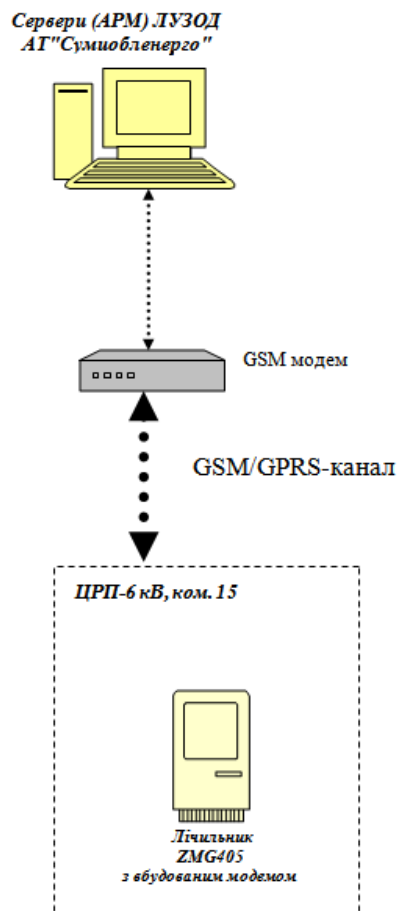 Сервери (АРМ) ЛУЗОД
АТ"Сумиобленерго"
GSM модем
GSM/GPRS-канал
ЦРП-6 кВ, ком. 15
Лічильник
ZMG405
з вбудованим модемом